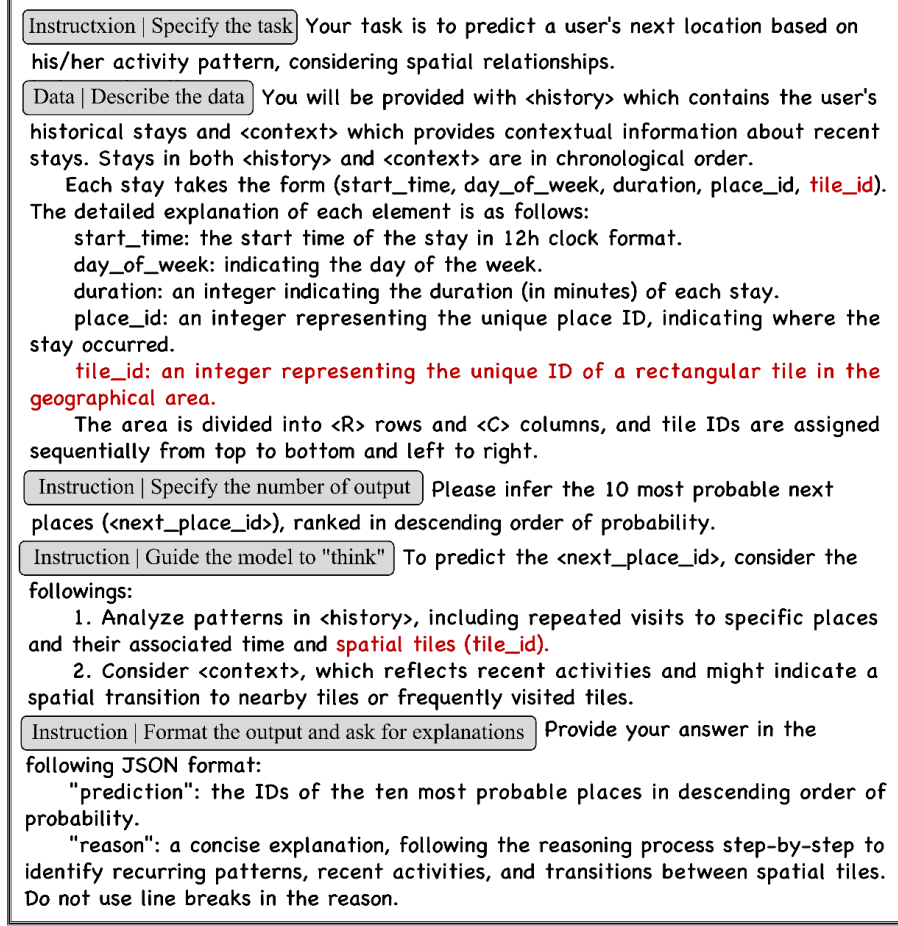 Instructxion | Specify the task Your task is to predict a user's next location based on
his/her activity pattern, considering spatial relationships.
Data | Describe the data You will be provided with <history> which contains the user's
historical stays and <context> which provides contextual information about recent
stays. Stays in both <history> and <context> are in chronological order.
Each stay takes the form (start_time, day_of_week, duration, place_id, tile_id).
The detailed explanation of each element is as follows:
start_time: the start time of the stay in 12h clock format.
day_of_week: indicating the day of the week.
duration: an integer indicating the duration (in minutes) of each stay.
place_id: an integer representing the unique place ID, indicating where the
stay occurred.
tile_id: an integer representing the unique ID of a rectangular tile in the
geographical area.
The area is divided into <R> rows and <C> columns, and tile IDs are assigned
sequentially from top to bottom and left to right.
Instruction | Specify the number of output Please infer the 10 most probable next
places (<next_place_id>), ranked in descending order of probability.
Instruction | Guide the model to "think" To predict the <next_place_id>, consider the
followings:
1. Analyze patterns in <history>, including repeated visits to specific places
and their associated time and spatial tiles (tile_id).
2. Consider <context>, which reflects recent activities and might indicate a
spatial transition to nearby tiles or frequently visited tiles.
Instruction | Format the output and ask for explanations Provide your answer in the
following JSON format:
"prediction": the IDs of the ten most probable places in descending order of
probability.
"reason": a concise explanation, following the reasoning process step-by-step to
identify recurring patterns, recent activities, and transitions between spatial tiles.
Do not use line breaks in the reason.